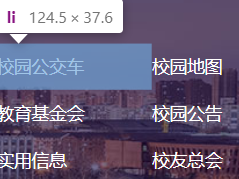 li 124.5 × 37.6
校园公交车 校园地图
教育基金会 校园公告
实用信息 校友总会